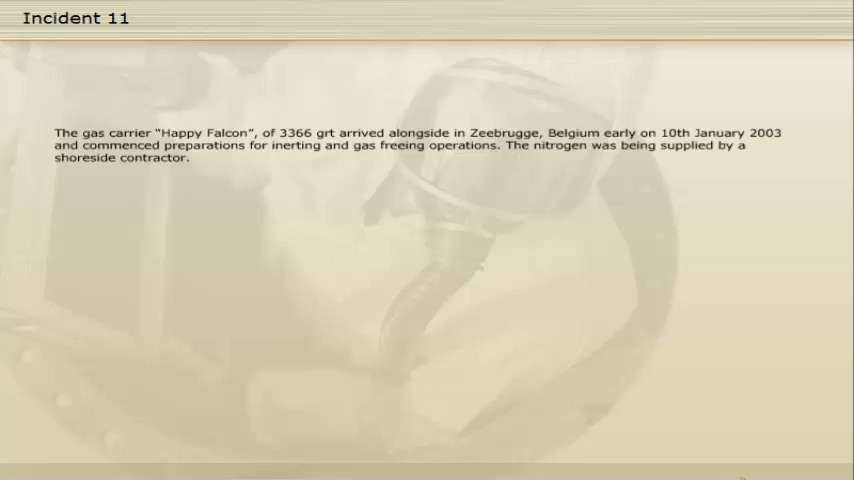 Incident 11
The gas carrier “Happy Falcon”, of 3366 grt arrived alongside in Zeebrugge, Belgium early on 10th January 2003
and commenced preparations for inerting and gas freeing operations. The nitrogen was being supplied by a
shoreside contractor.